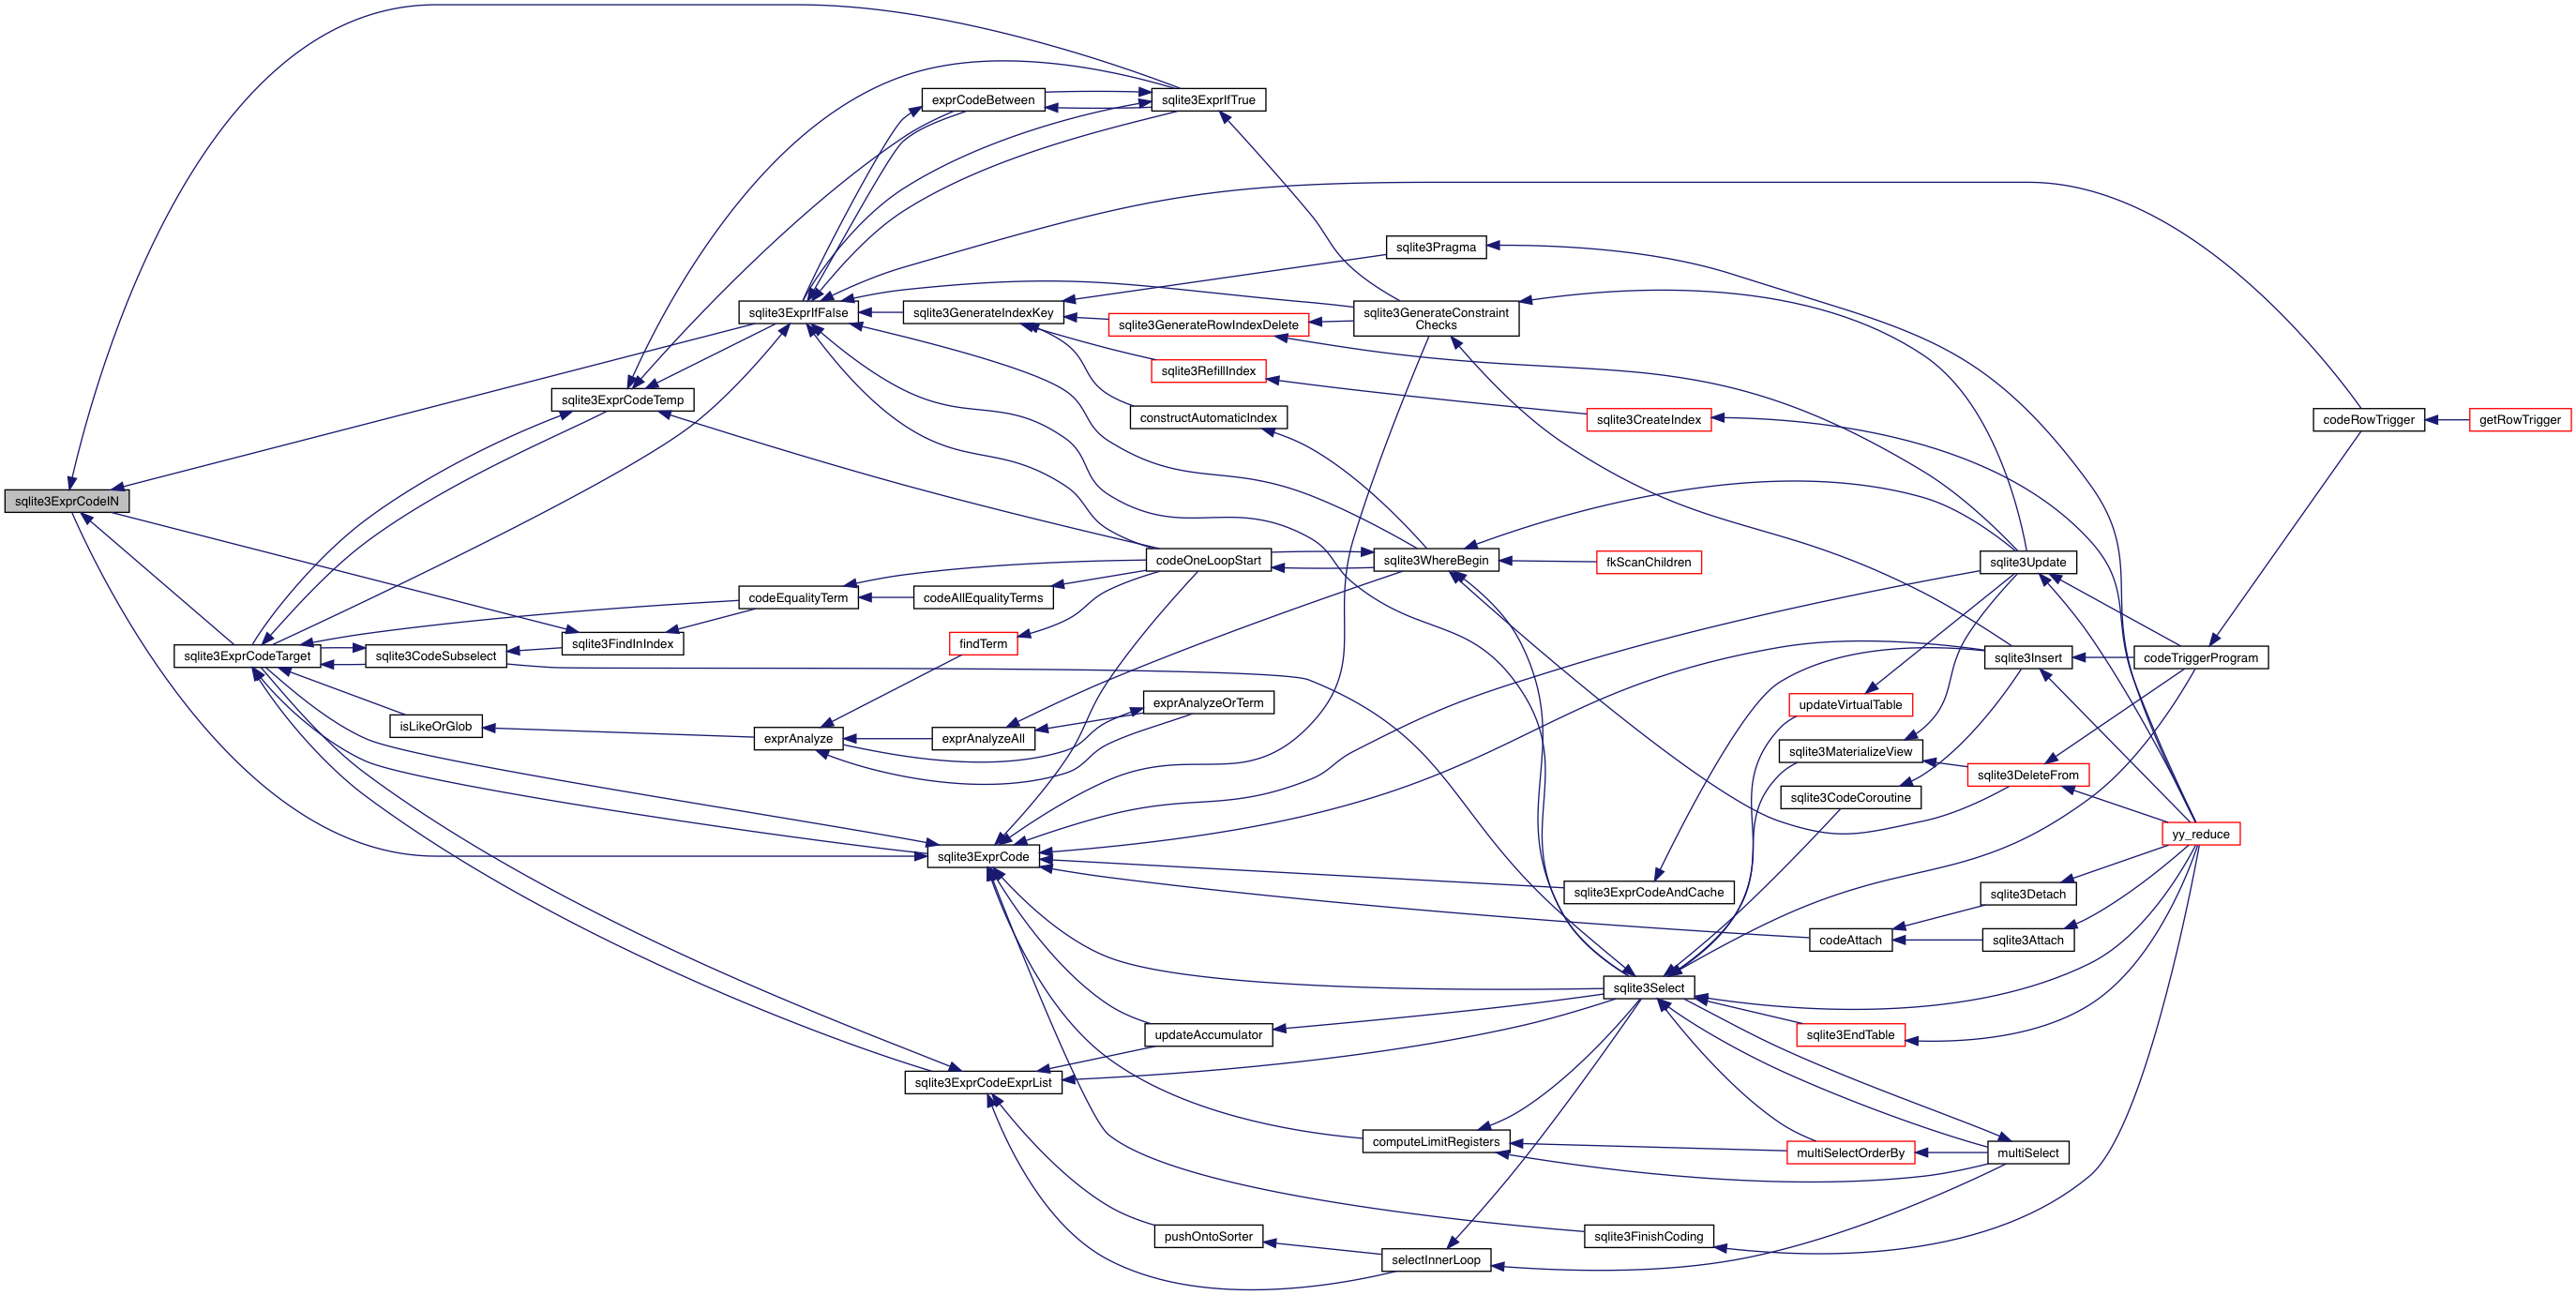 sqlite3ExprCodeIN
sqlite3ExprCodeTarget
sqlite3CodeSubselect
isLikeOrGlob
sqlite3ExprCodeTemp
sqlite3FindInIndex
sqlite3ExprIfFalse
codeEqualityTerm
exprAnalyze
exprCodeBetween
sqlite3GenerateIndexKey
codeAllEqualityTerms
findTerm
exprAnalyzeAll
sqlite3ExprCode
sqlite3ExprCodeExprList
sqlite3ExprIfTrue
sqlite3GenerateRowIndexDelete
sqlite3RefillIndex
constructAutomaticIndex
codeOneLoopStart
exprAnalyzeOrTerm
updateAccumulator
pushOntoSorter
sqlite3Pragma
sqlite3GenerateConstraint
Checks
sqlite3WhereBegin
computeLimitRegisters
selectInnerLoop
sqlite3CreateIndex
fkScanChildren
sqlite3ExprCodeAndCache
sqlite3Select
sqlite3FinishCoding
updateVirtualTable
sqlite3MaterializeView
sqlite3CodeCoroutine
codeAttach
sqlite3EndTable
multiSelectOrderBy
sqlite3Update
sqlite3Insert
sqlite3DeleteFrom
sqlite3Detach
sqlite3Attach
multiSelect
codeTriggerProgram
yy_reduce
codeRowTrigger
getRowTrigger